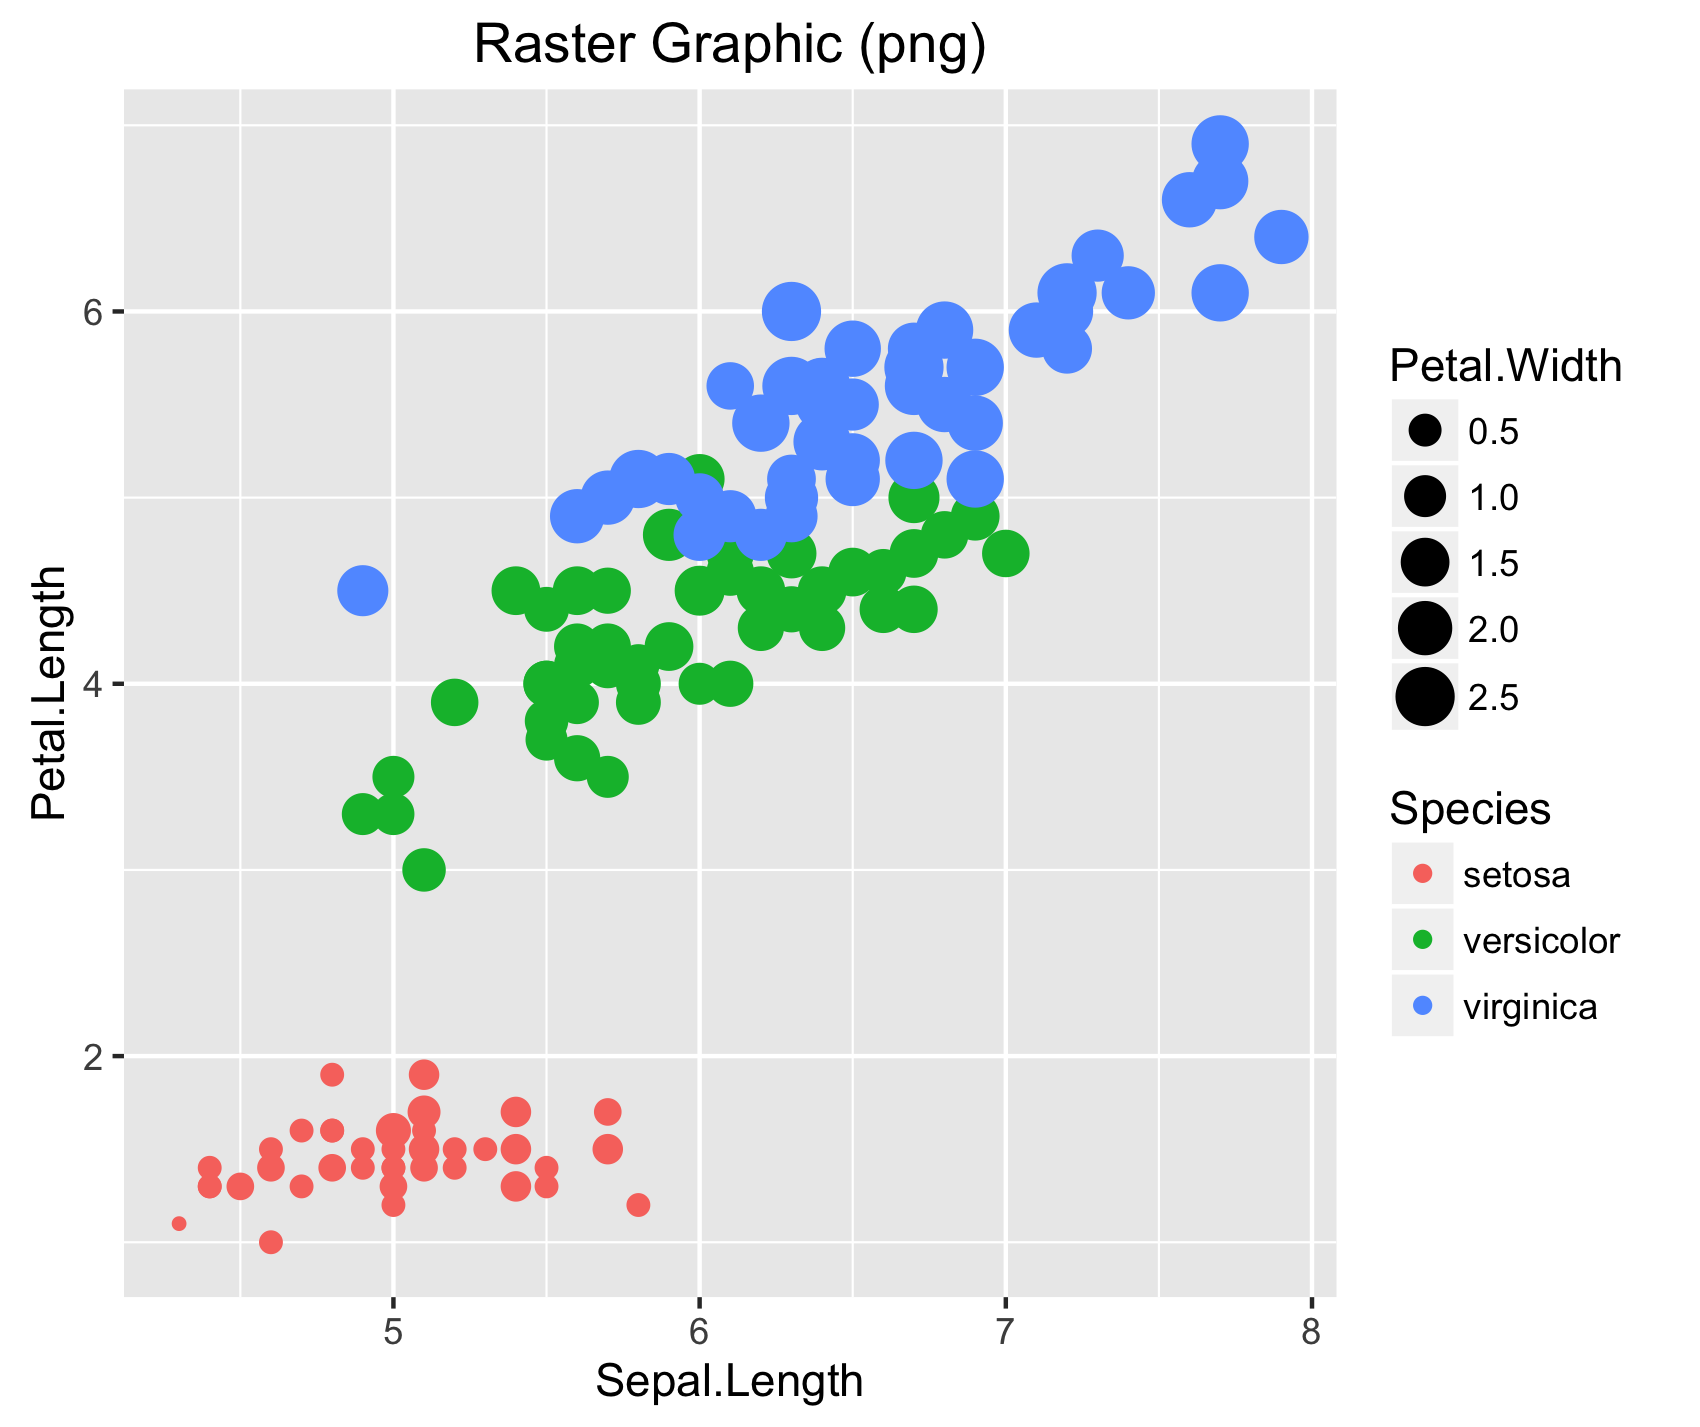 Raster Graphic (png)
Petal.Length
6
4
2
5 6 7 8
Sepal.Length
Petal.Width
0.5
1.0
1.5
2.0
2.5
Species
setosa
versicolor
virginica